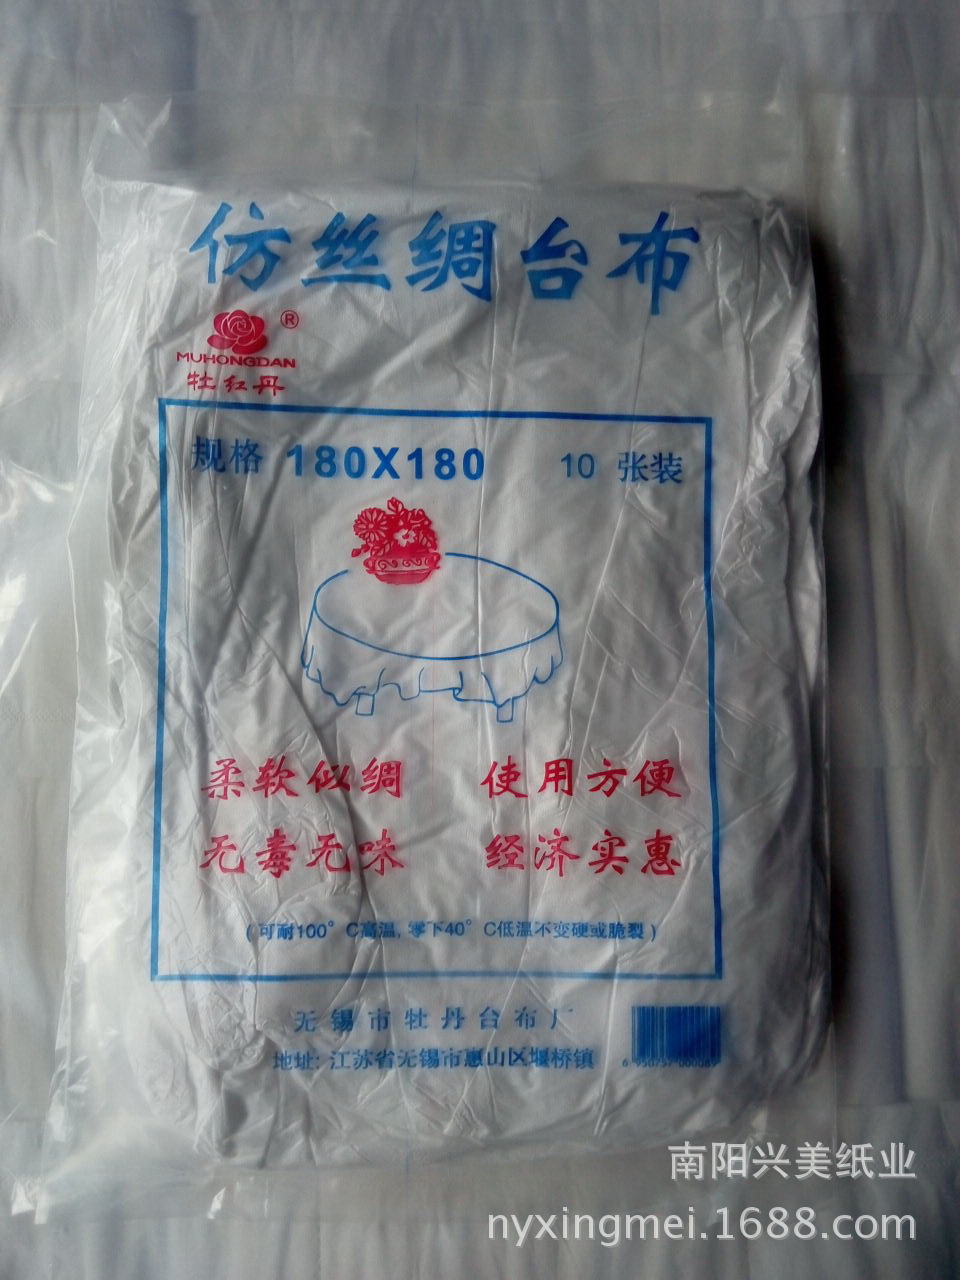 仿丝绸台布
®
MUHONGDAN
牡红丹
规格 180X180 10 张装
柔软似绸 使用方便
无毒无味 经济实惠
(可耐100°C高温,零下40°C低温不变硬或脆裂)
无锡市牡丹台布厂
地址:江苏省无锡市惠山区堰桥镇
南阳兴美纸业
nyxingmei.1688.com